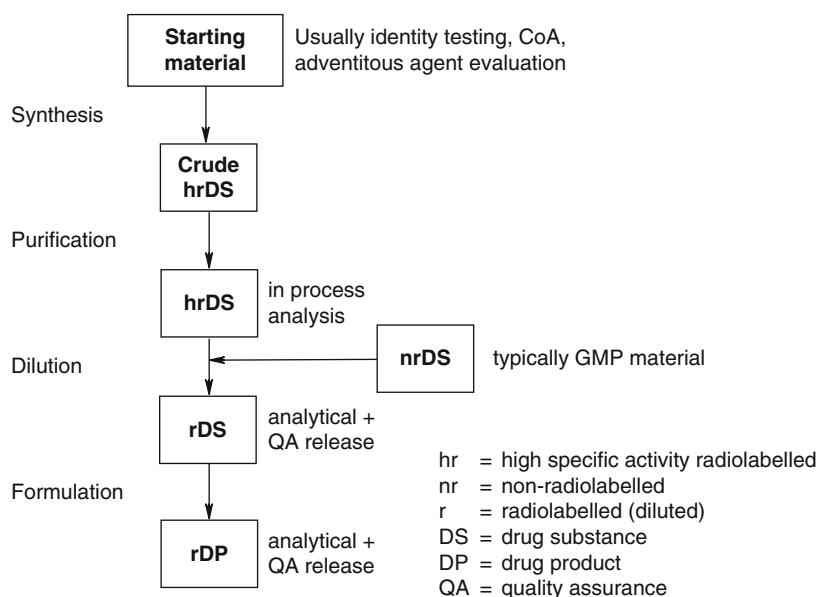 Starting
material
Usually identity testing, CoA,
adventitous agent evaluation
Synthesis
Crude
hrDS
Purification
hrDS
in process
analysis
Dilution
nrDS
typically GMP material
rDS
analytical +
QA release
Formulation
rDP
analytical +
QA release
hr = high specific activity radiolabelled
nr = non-radiolabelled
r = radiolabelled (diluted)
DS = drug substance
DP = drug product
QA = quality assurance